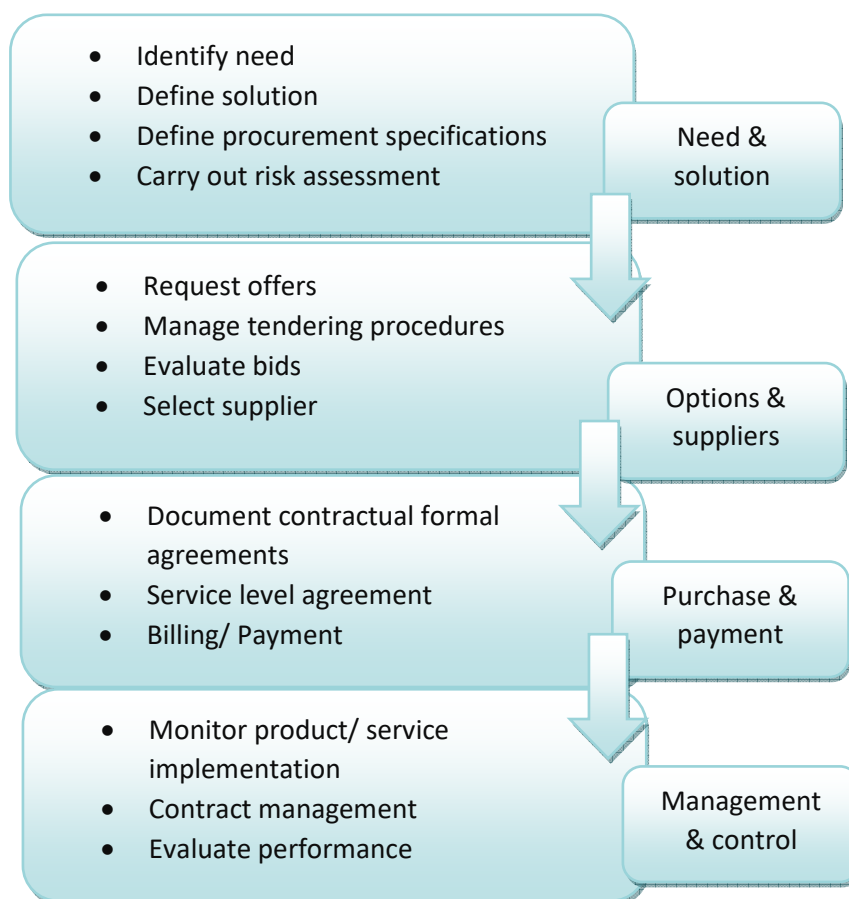 • Identify need
• Define solution
• Define procurement specifications
• Carry out risk assessment
Need &
solution
• Request offers
• Manage tendering procedures
• Evaluate bids
• Select supplier
Options &
suppliers
• Document contractual formal
agreements
• Service level agreement
• Billing/ Payment
Purchase &
payment
• Monitor product/ service
implementation
• Contract management
• Evaluate performance
Management
& control